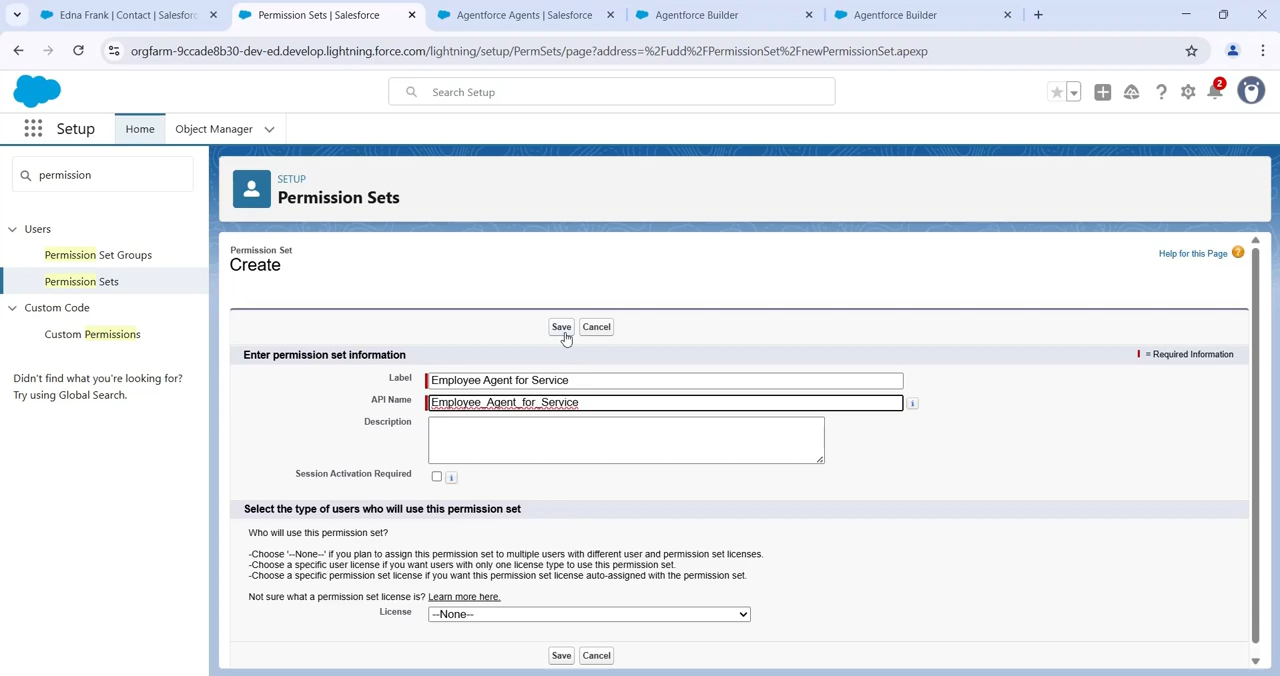 Edna Frank | Contact | Salesfor
Permission Sets | Salesforce
Agentforce Agents | Salesforce
Agentforce Builder
Agentforce Builder
orgfarm-9ccade8b30-dev-ed.develop.lightning.force.com/lightning/setup/PermSets/page?address=%2Fudd%2FPermissionSet%2FnewPermissionSet.apexp
Search Setup
2
Setup
Home
Object Manager
permission
Users
Permission Set Groups
Permission Sets
Custom Code
Custom Permissions
Didn't find what you're looking for?
Try using Global Search.
SETUP
Permission Sets
Permission Set
Create
Help for this Page
Save
Cancel
Enter permission set information
= Required Information
Label
Employee Agent for Service
API Name
Employee_Agent_for_Service
Description
Session Activation Required
Select the type of users who will use this permission set
Who will use this permission set?
-Choose '--None--' if you plan to assign this permission set to multiple users with different user and permission set licenses.
-Choose a specific user license if you want users with only one license type to use this permission set.
-Choose a specific permission set license if you want this permission set license auto-assigned with the permission set.
Not sure what a permission set license is? Learn more here.
License
--None--
Save
Cancel